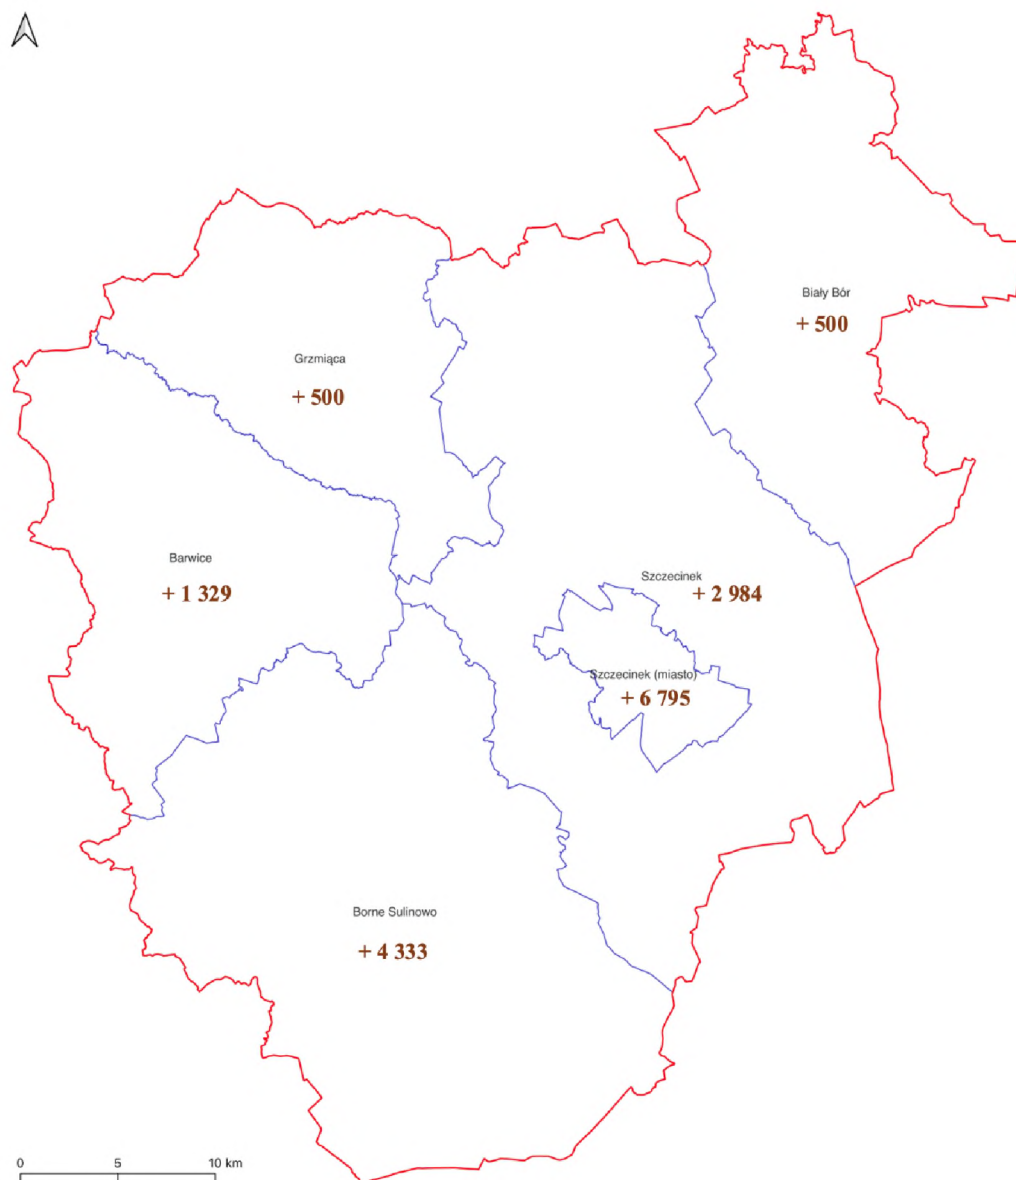 Biały Bór
+ 500
Grzmiąca
+ 500
Barwice
+ 1 329
Szczecinek
+ 2 984
Szczecinek (miasto)
+ 6 795
Borne Sulinowo
+ 4 333
0 5 10 km